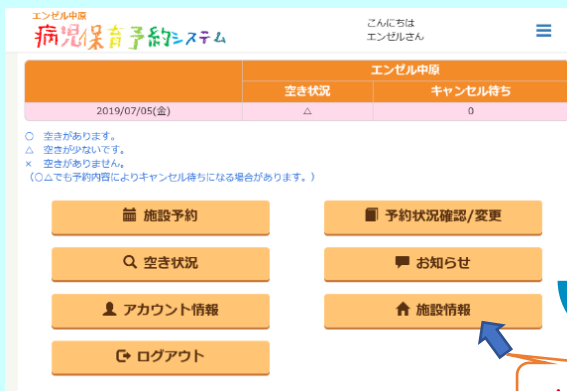 エンゼル中原
病児保育予約システム
こんにちは
エンゼルさん
エンゼル中原
空き状況 キャンセル待ち
2019/07/05(金) △ 0
○ 空きがあります。
△ 空きが少ないです。
× 空きがありません。
(○△でも予約内容によりキャンセル待ちになる場合があります。)
施設予約 予約状況確認/変更
空き状況 お知らせ
アカウント情報 施設情報
ログアウト